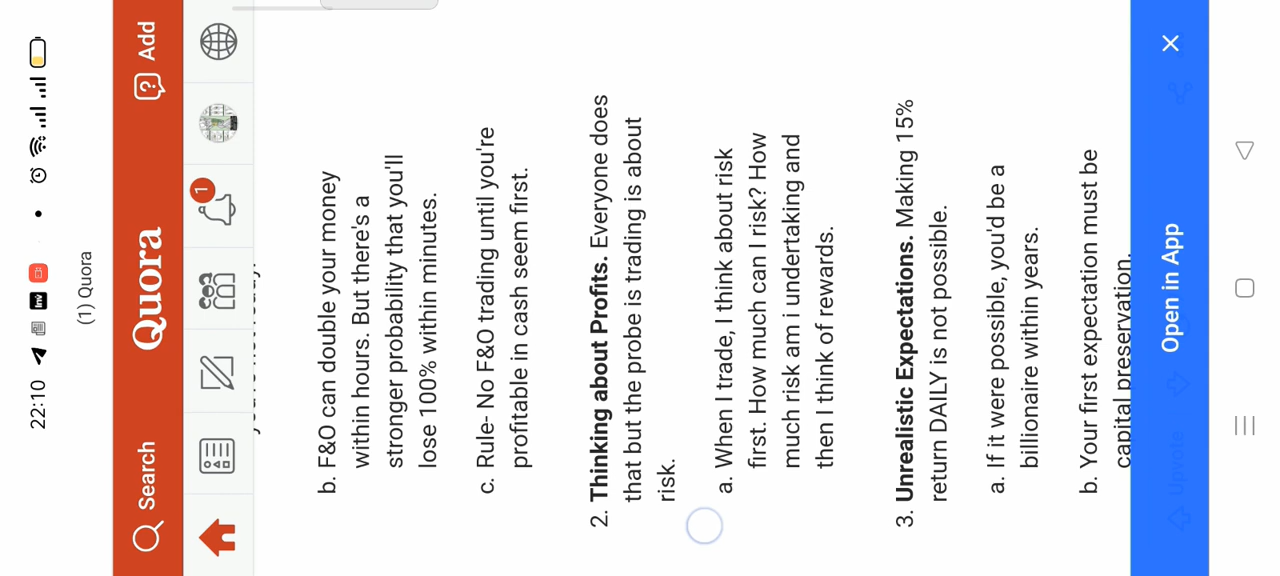 22:10
(1) Quora
Search
Quora
Add
1
b. F&O can double your money
within hours. But there's a
stronger probability that you'll
lose 100% within minutes.
c. Rule- No F&O trading until you're
profitable in cash seem first.
2. Thinking about Profits. Everyone does
that but the probe is trading is about
risk.
a. When I trade, I think about risk
first. How much can I risk? How
much risk am i undertaking and
then I think of rewards.
3. Unrealistic Expectations. Making 15%
return DAILY is not possible.
a. If it were possible, you'd be a
billionaire within years.
b. Your first expectation must be
capital preservation.
Upvote
Open in App